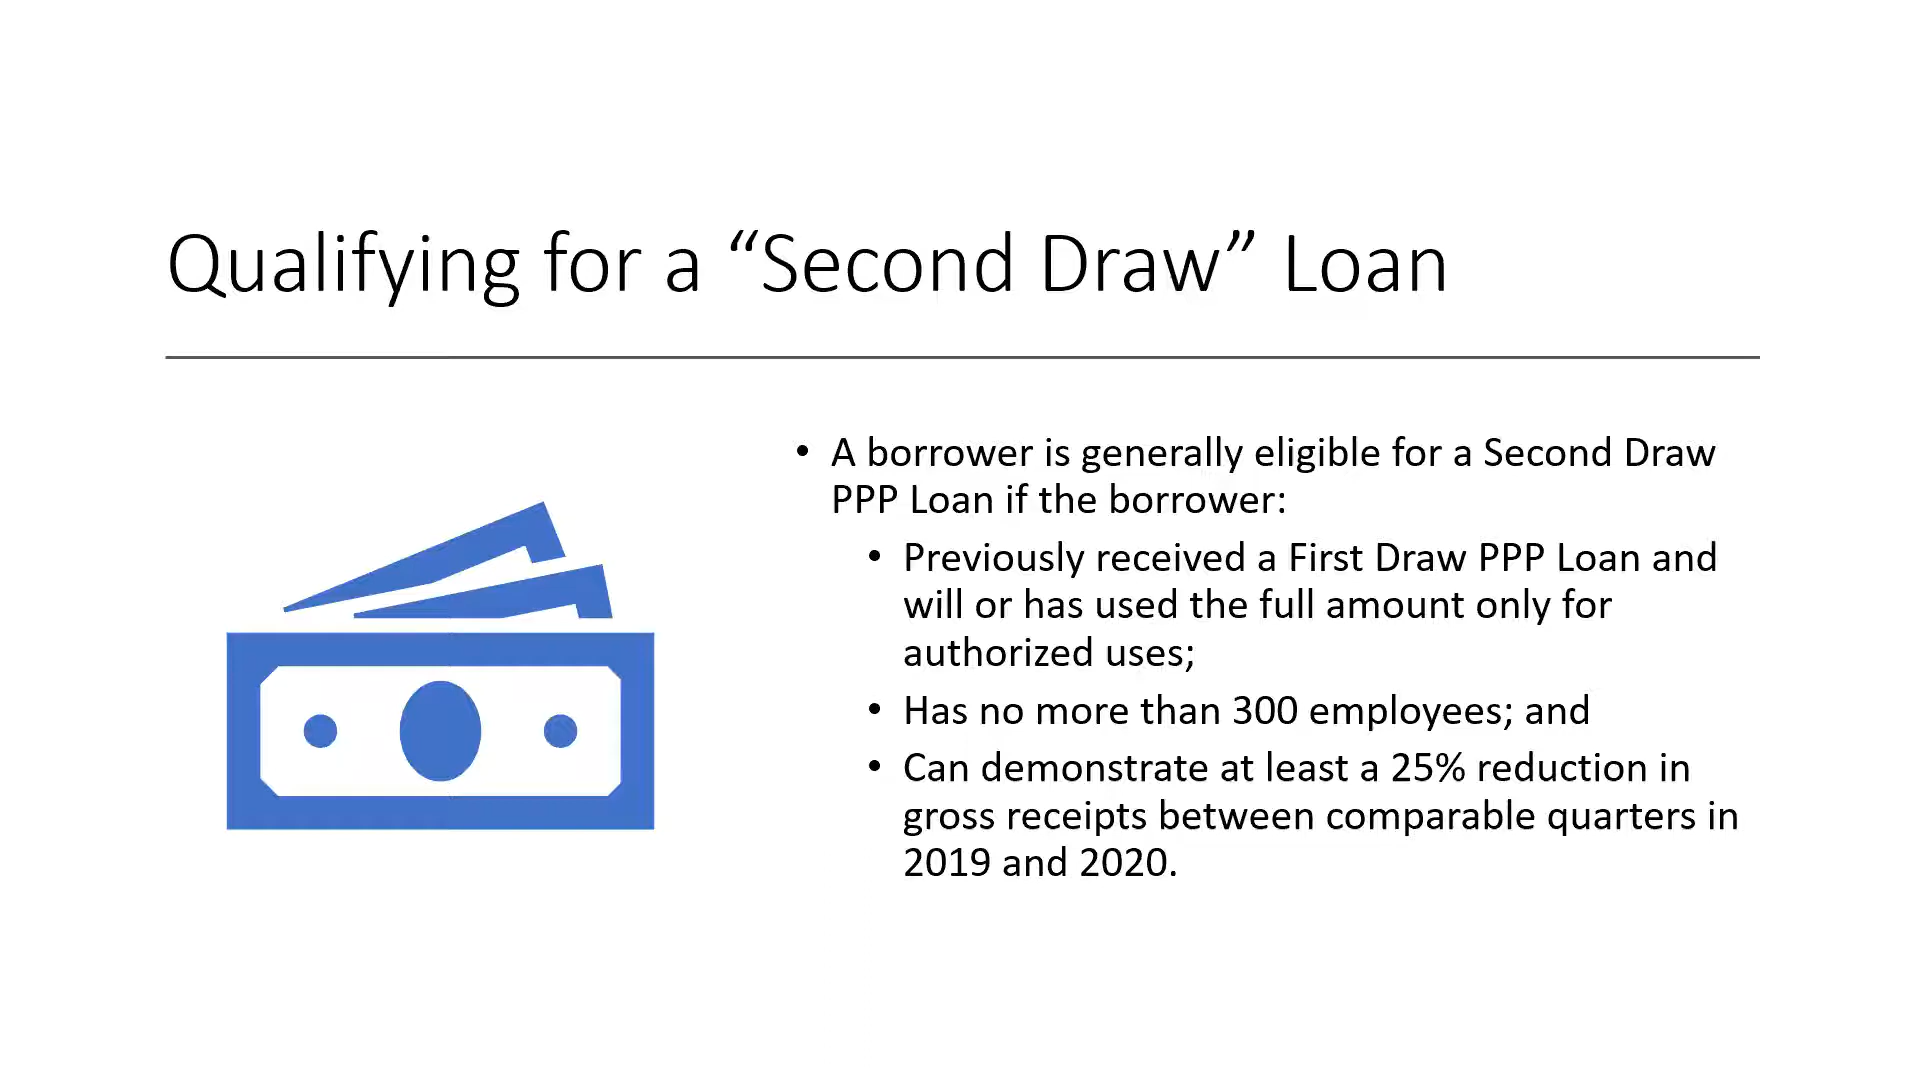 Qualifying for a “Second Draw” Loan
• A borrower is generally eligible for a Second Draw
PPP Loan if the borrower:
• Previously received a First Draw PPP Loan and
will or has used the full amount only for
authorized uses;
• Has no more than 300 employees; and
• Can demonstrate at least a 25% reduction in
gross receipts between comparable quarters in
2019 and 2020.